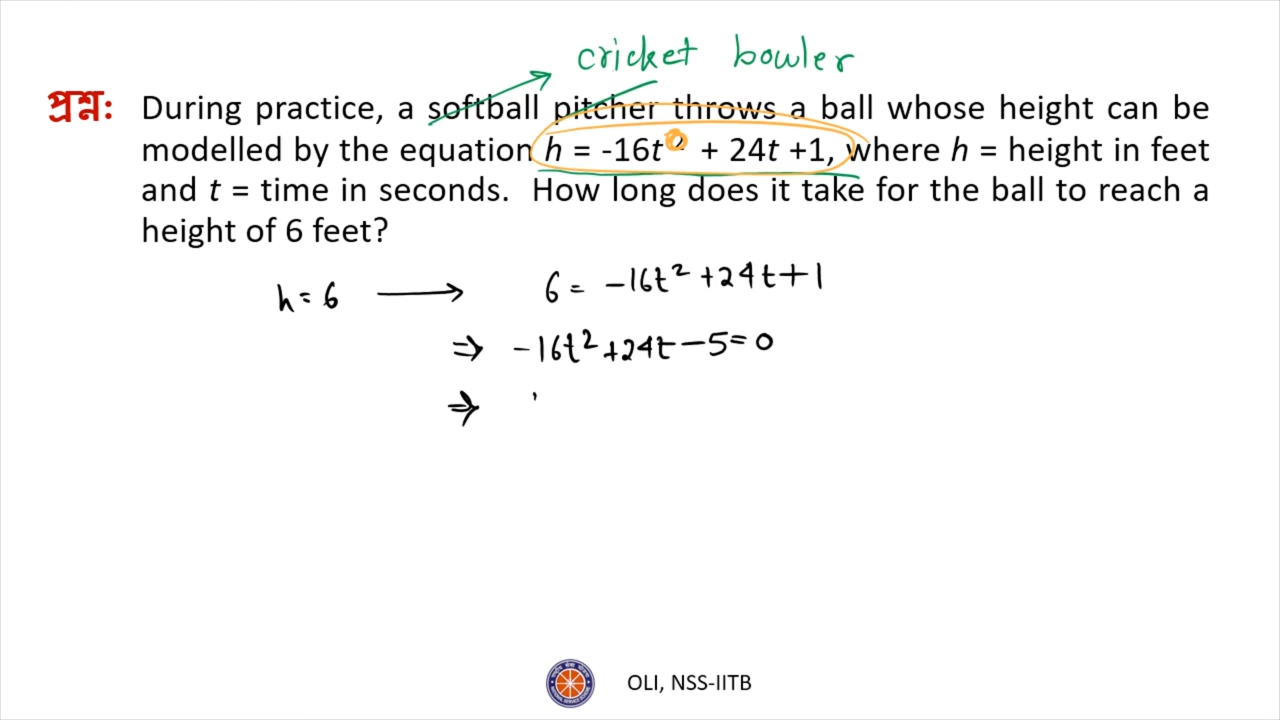 cricket bowler
প্রশ্ন: During practice, a softball pitcher throws a ball whose height can be
modelled by the equation h = -16t² + 24t +1, where h = height in feet
and t = time in seconds. How long does it take for the ball to reach a
height of 6 feet?
h = 6 → 6 = -16t² + 24t + 1
⇒ -16t² + 24t - 5 = 0
⇒
OLI, NSS-IITB